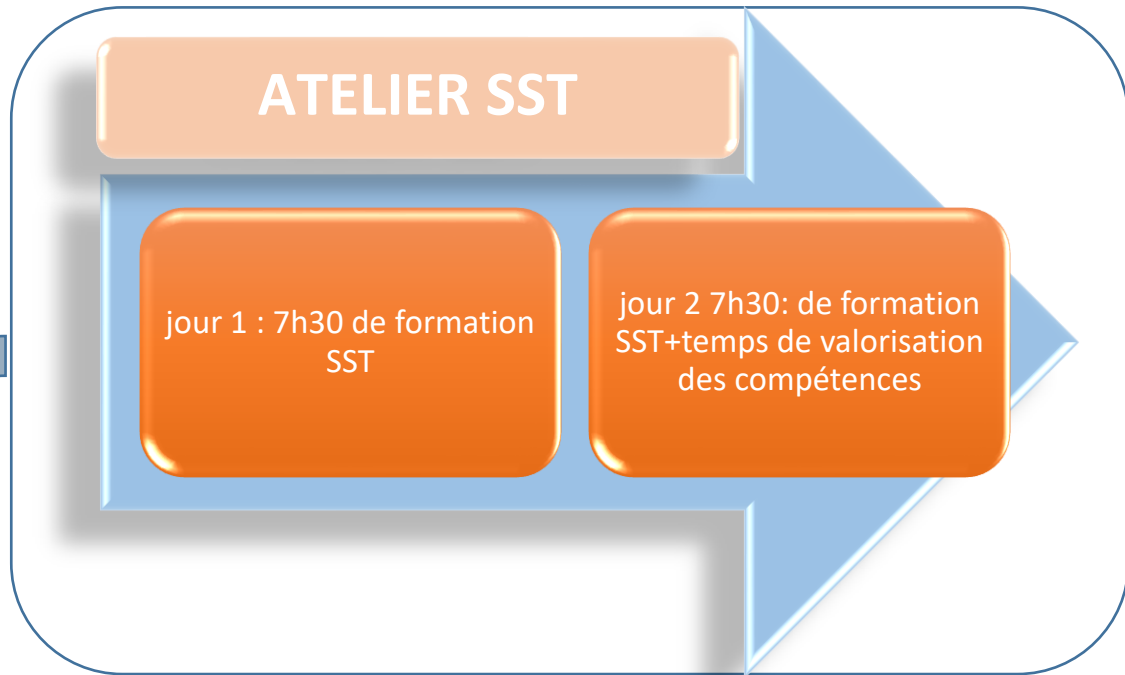 ATELIER SST
jour 1 : 7h30 de formation
SST
jour 2 7h30: de formation
SST+temps de valorisation
des compétences